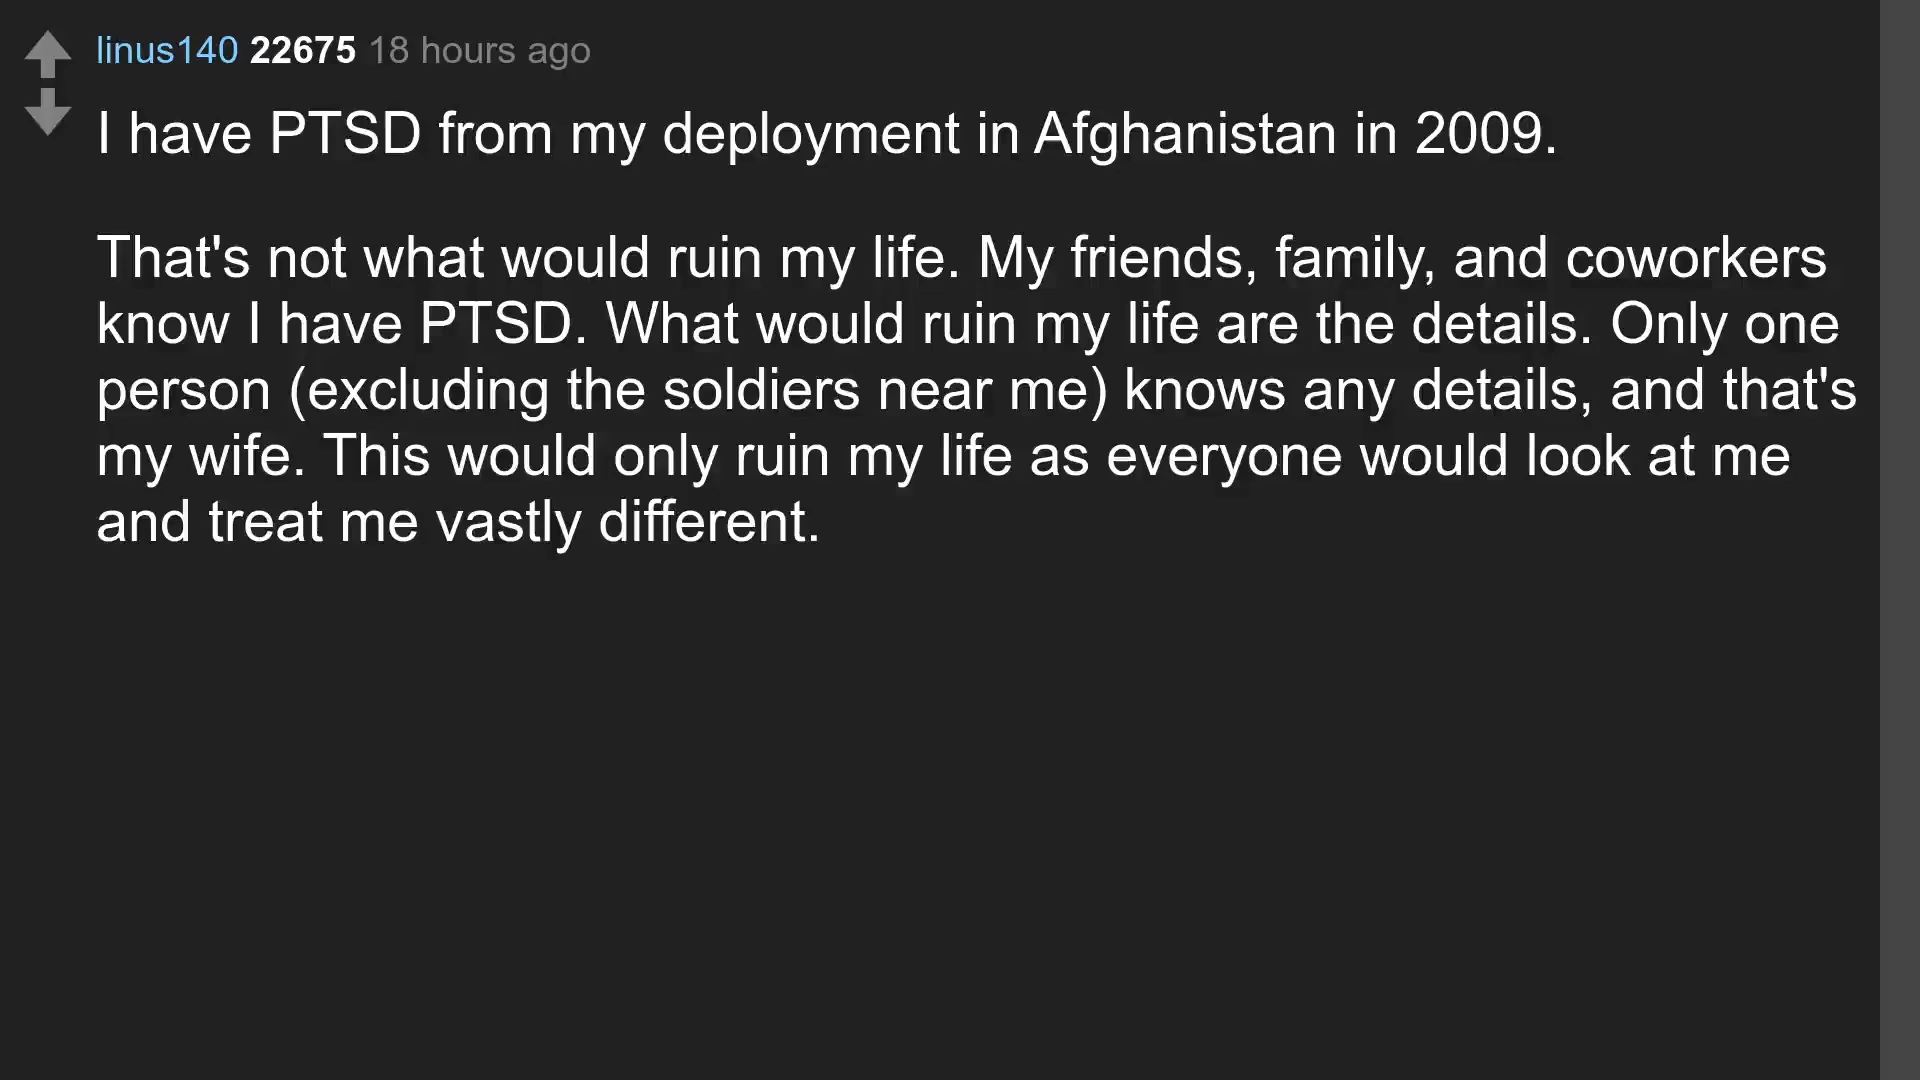 linus140 22675 18 hours ago
I have PTSD from my deployment in Afghanistan in 2009.
That's not what would ruin my life. My friends, family, and coworkers
know I have PTSD. What would ruin my life are the details. Only one
person (excluding the soldiers near me) knows any details, and that's
my wife. This would only ruin my life as everyone would look at me
and treat me vastly different.